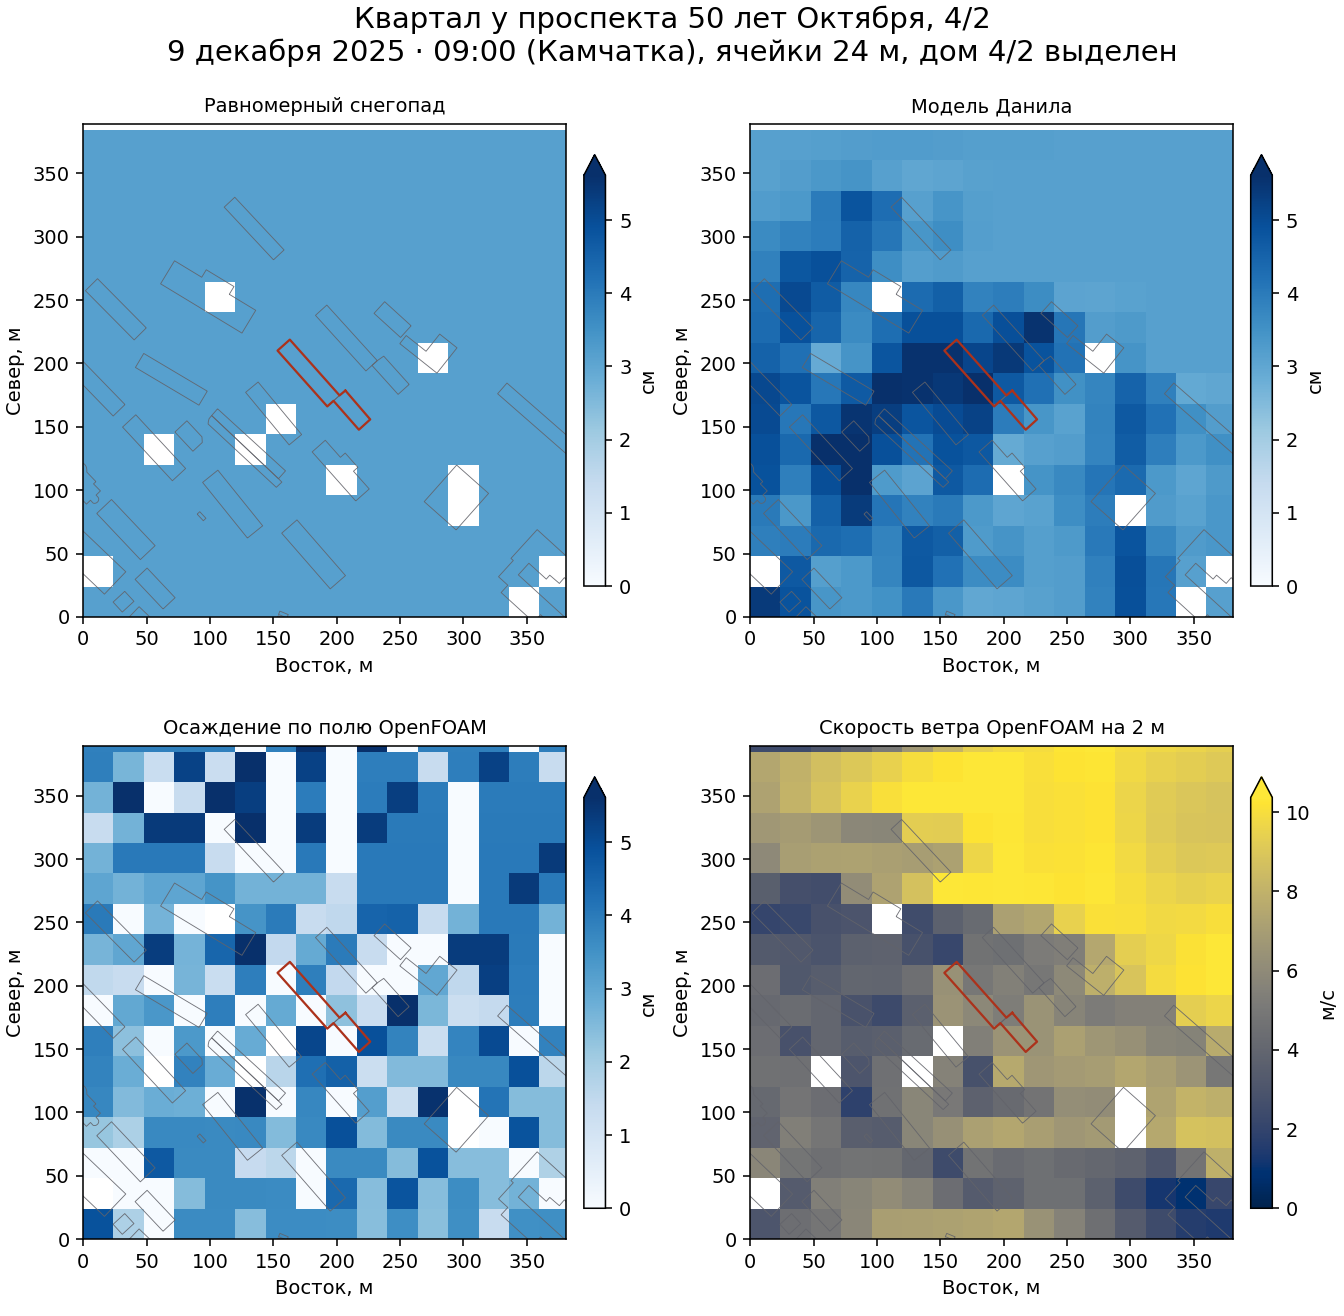 Квартал у проспекта 50 лет Октября, 4/2
9 декабря 2025 · 09:00 (Камчатка), ячейки 24 м, дом 4/2 выделен
Равномерный снегопад
350
300
250
200
150
100
50
0
Север, м
0 50 100 150 200 250 300 350
Восток, м
5
4
3
2
1
0
см
Модель Данила
350
300
250
200
150
100
50
0
Север, м
0 50 100 150 200 250 300 350
Восток, м
5
4
3
2
1
0
см
Осаждение по полю OpenFOAM
350
300
250
200
150
100
50
0
Север, м
0 50 100 150 200 250 300 350
Восток, м
5
4
3
2
1
0
см
Скорость ветра OpenFOAM на 2 м
350
300
250
200
150
100
50
0
Север, м
0 50 100 150 200 250 300 350
Восток, м
10
8
6
4
2
0
м/с